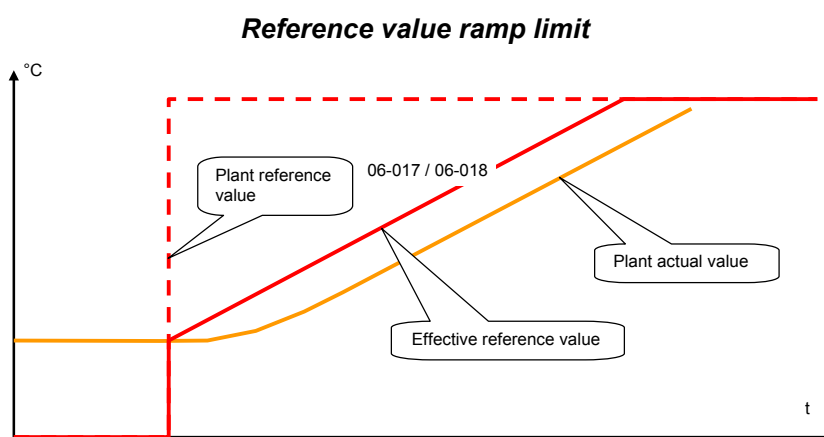 Reference value ramp limit
°C
Plant reference
value
06-017 / 06-018
Plant actual value
Effective reference value
t